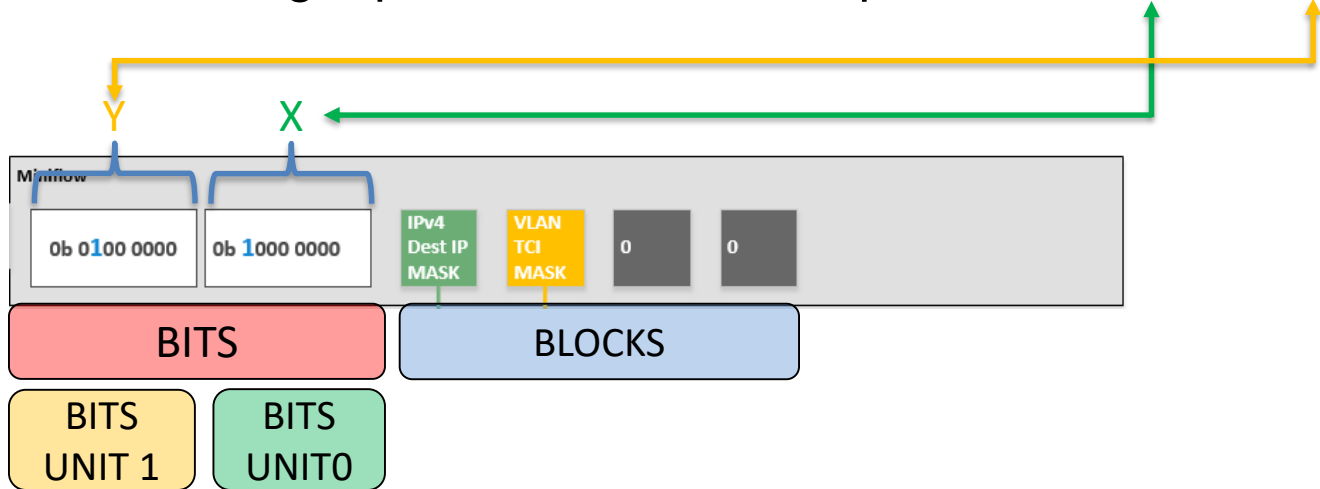 Y
X
Miniflow
0b 0100 0000
0b 1000 0000
IPv4
Dest IP
MASK
VLAN
TCI
MASK
0
0
BITS
BLOCKS
BITS
UNIT 1
BITS
UNIT0